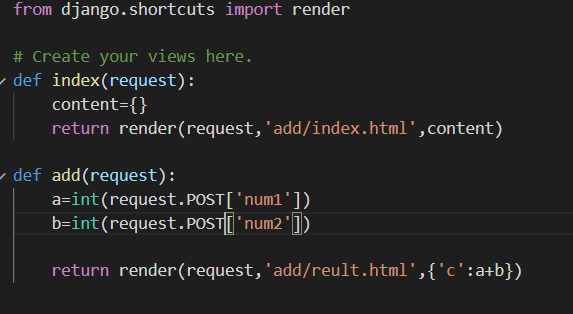 from django.shortcuts import render
# Create your views here.
def index(request):
content={}
return render(request,'add/index.html',content)
def add(request):
a=int(request.POST['num1'])
b=int(request.POST['num2'])
return render(request,'add/reult.html',{'c':a+b})